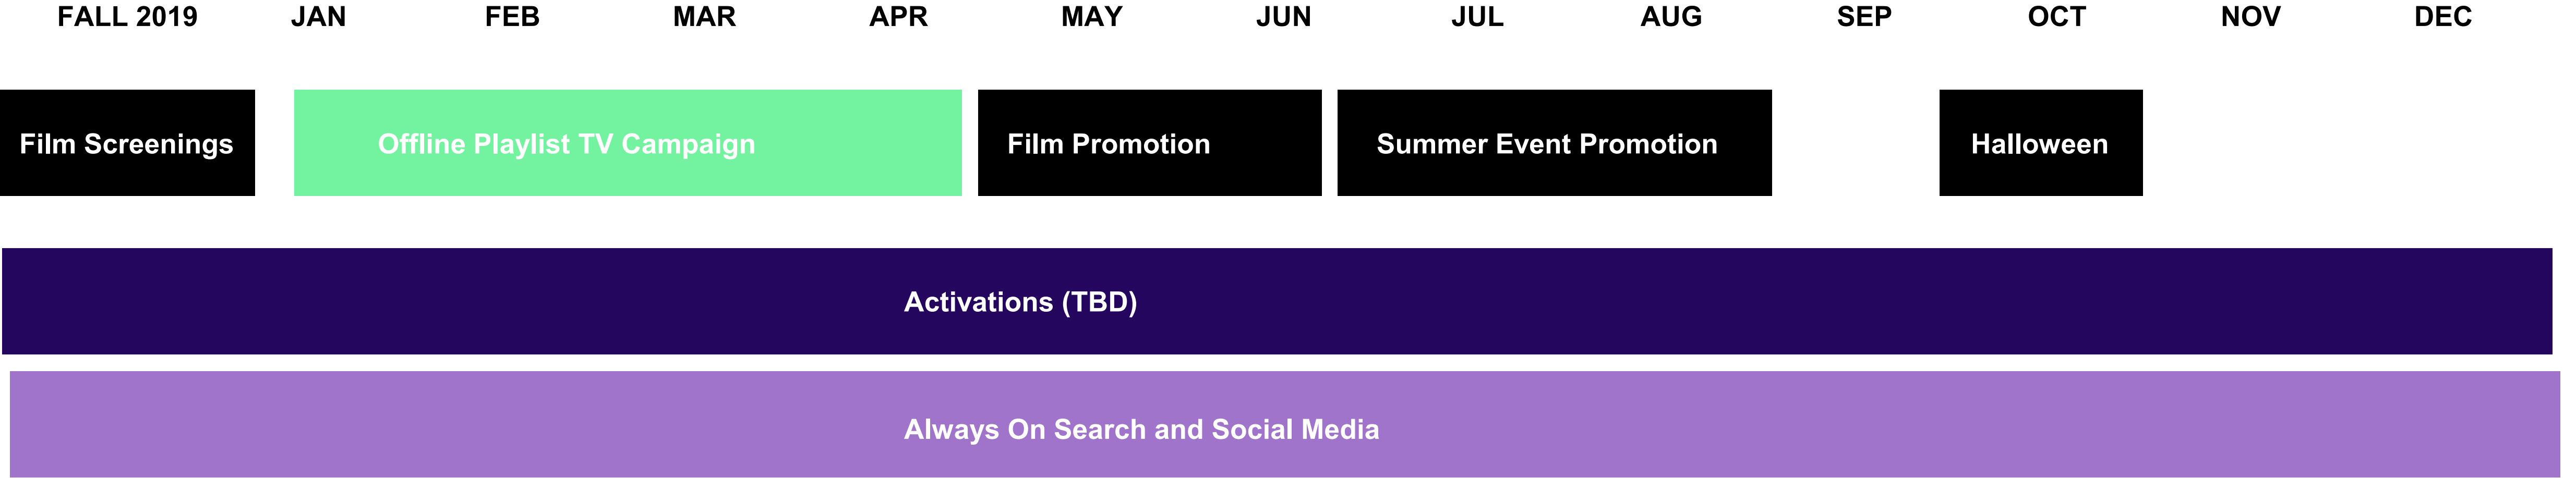 FALL 2019 JAN FEB MAR APR MAY JUN JUL AUG SEP OCT NOV DEC
Film Screenings Offline Playlist TV Campaign Film Promotion Summer Event Promotion Halloween
Activations (TBD)
Always On Search and Social Media